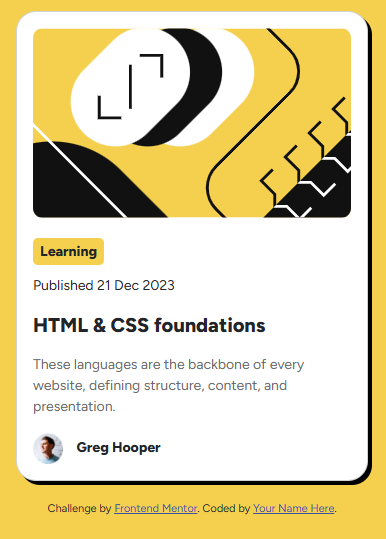 Learning
Published 21 Dec 2023
HTML & CSS foundations
These languages are the backbone of every
website, defining structure, content, and
presentation.
Greg Hooper
Challenge by Frontend Mentor. Coded by Your Name Here.